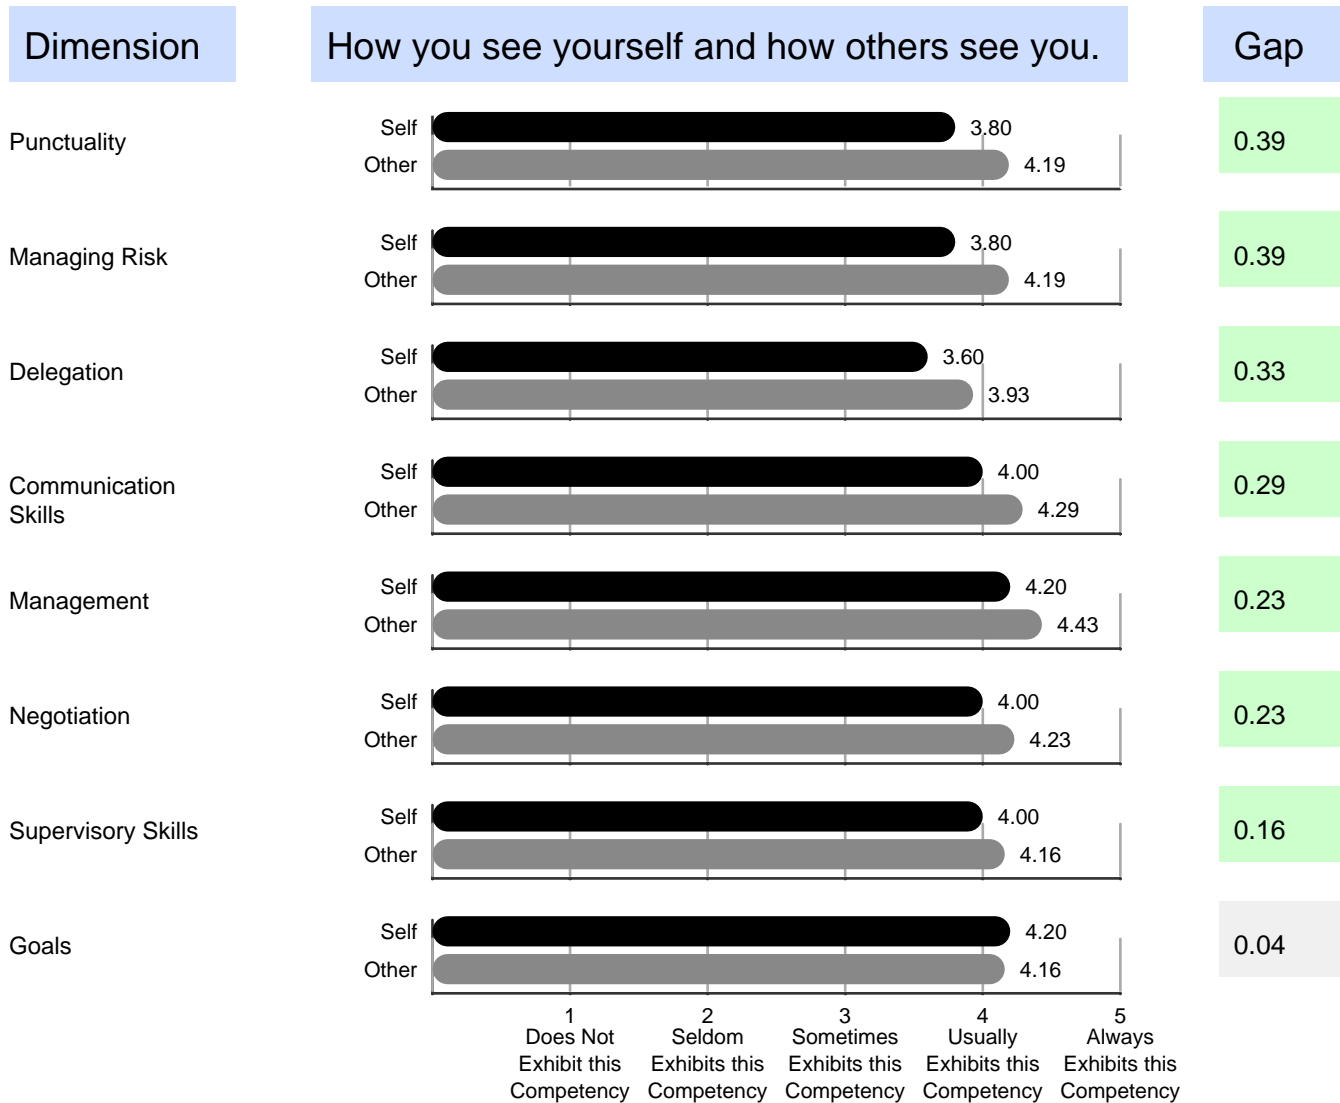 Dimension
How you see yourself and how others see you.
Gap
Punctuality
Self
3.80
Other
4.19
0.39
Managing Risk
Self
3.80
Other
4.19
0.39
Delegation
Self
3.60
Other
3.93
0.33
Communication
Skills
Self
4.00
Other
4.29
0.29
Management
Self
4.20
Other
4.43
0.23
Negotiation
Self
4.00
Other
4.23
0.23
Supervisory Skills
Self
4.00
Other
4.16
0.16
Goals
Self
4.20
Other
4.16
0.04
1
Does Not
Exhibit this
Competency
2
Seldom
Exhibits this
Competency
3
Sometimes
Exhibits this
Competency
4
Usually
Exhibits this
Competency
5
Always
Exhibits this
Competency